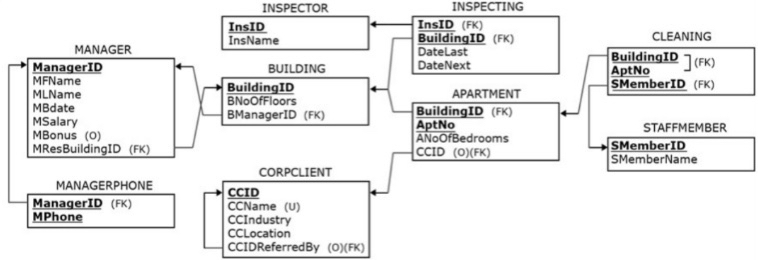 INSPECTOR
InsID
InsName
INSPECTING
InsID (FK)
BuildingID (FK)
DateLast
DateNext
CLEANING
BuildingID
AptNo
(FK)
SMemberID (FK)
MANAGER
ManagerID
MFName
MLName
MBdate
MSalary
MBonus (O)
MResBuildingID (FK)
BUILDING
BuildingID
BNoOfFloors
BManagerID (FK)
APARTMENT
BuildingID (FK)
AptNo
ANoOfBedrooms
CCID (O)(FK)
STAFFMEMBER
SMemberID
SMemberName
MANAGERPHONE
ManagerID (FK)
MPhone
CORPCLIENT
CCID
CCName (U)
CCIndustry
CCLocation
CCIDReferredBy (O)(FK)